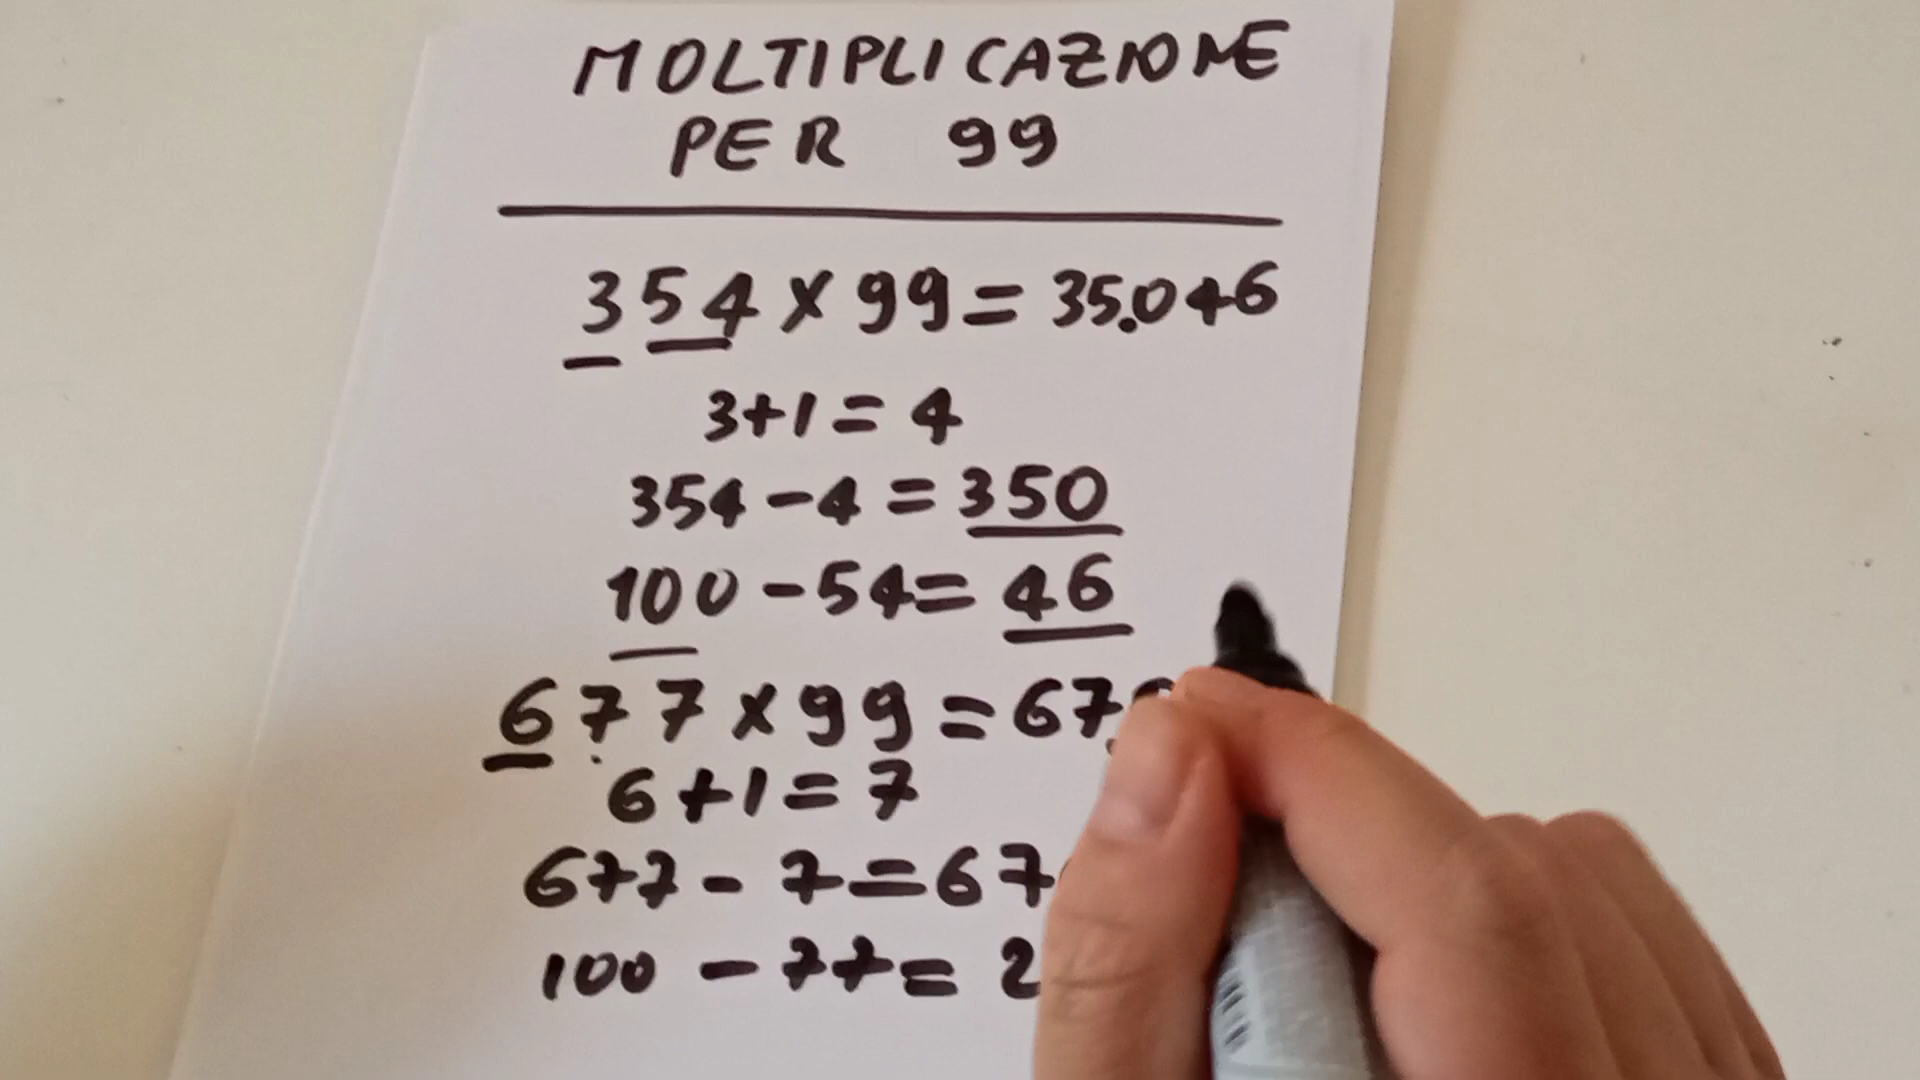 MOLTIPLICAZIONE
PER 99
354 x 99 = 35.046
3+1 = 4
354 - 4 = 350
100 - 54 = 46
677 x 99 = 67.
6+1 = 7
677 - 7 = 67
100 - 77 = 2